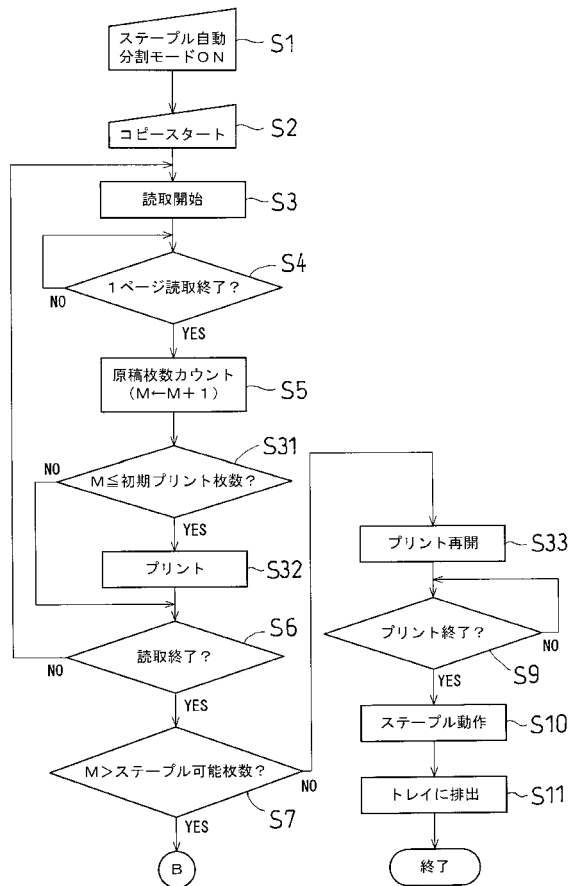 ステープル自動
分割モードON
S1
コピースタート
S2
読取開始
S3
1ページ読取終了?
S4
NO
YES
原稿枚数カウント
(M←M+1)
S5
M≦初期プリント枚数?
S31
NO
YES
プリント
S32
読取終了?
S6
NO
YES
M>ステープル可能枚数?
S7
NO
YES
B
プリント再開
S33
プリント終了?
S9
NO
YES
ステープル動作
S10
トレイに排出
S11
終了